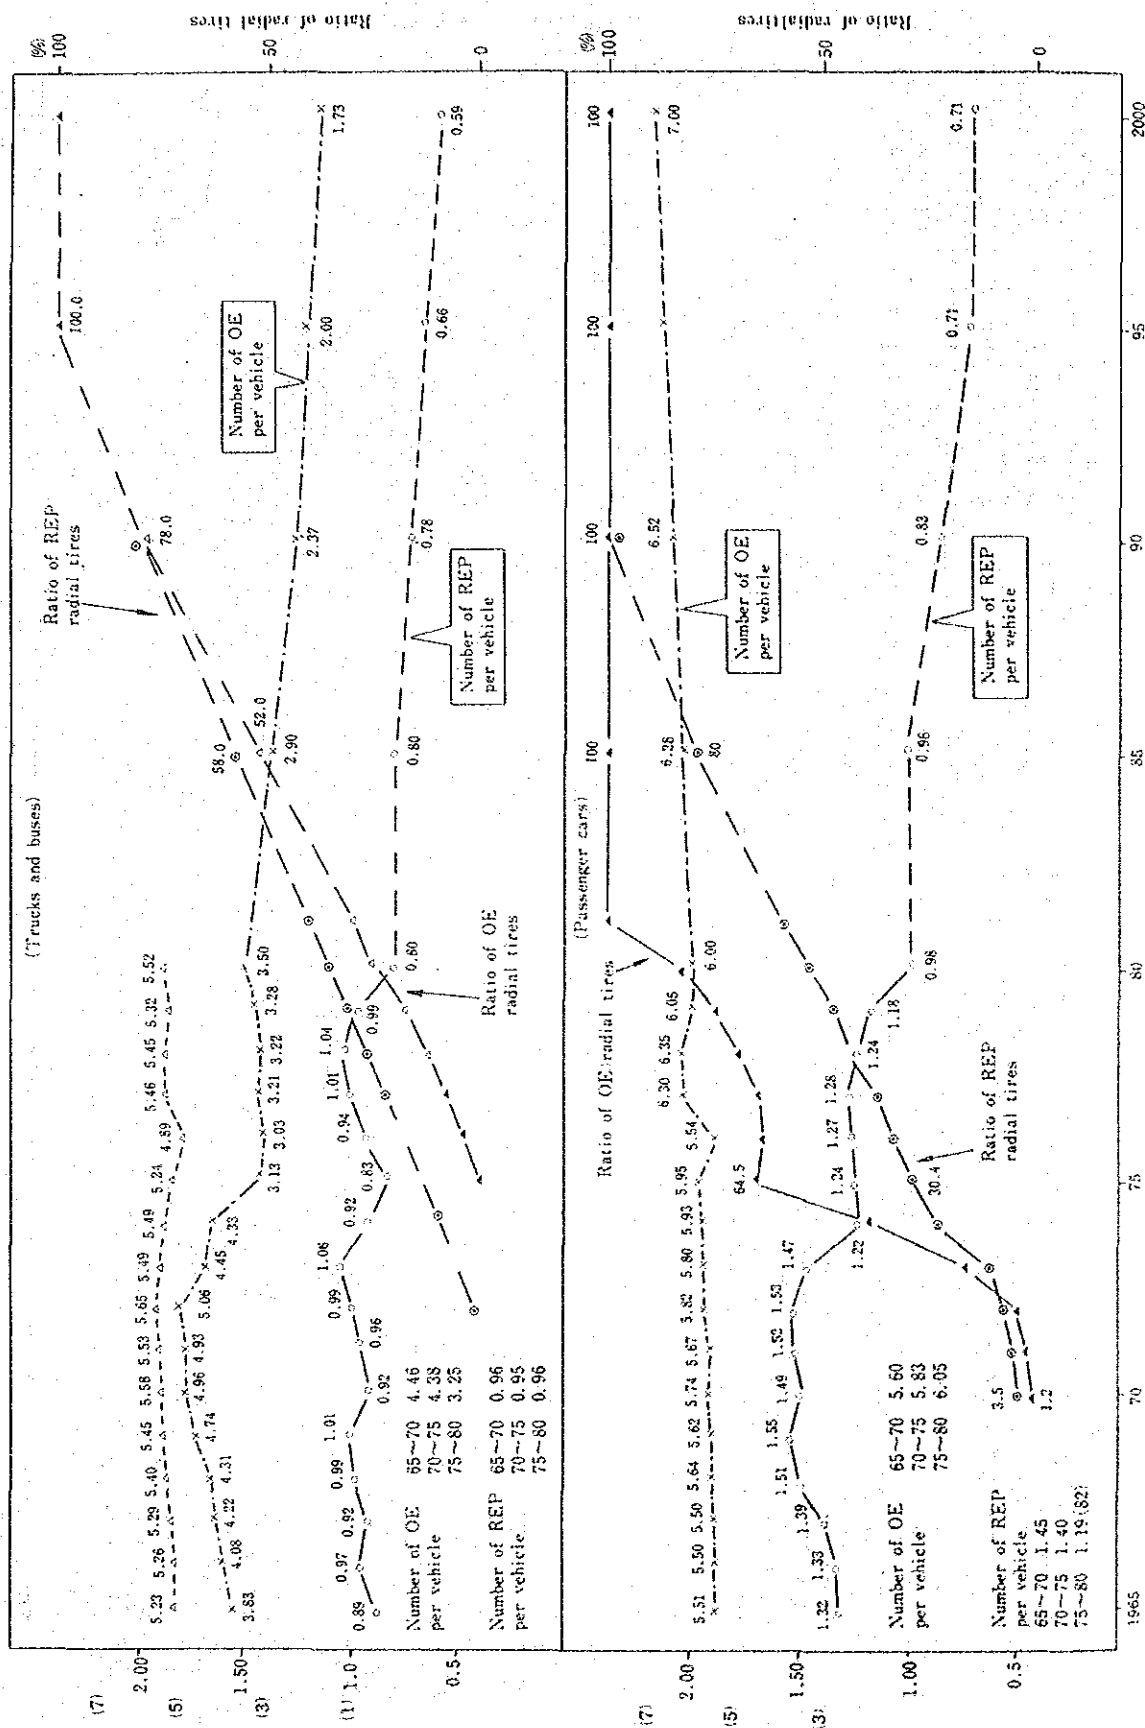 (Trucks and buses)
(7)
2.00
(5)
1.50
(3)
(1)
1.0
0.5
(%)
100
50
0
Ratio of radial tires
5.23 5.26 5.29 5.40 5.45 5.58 5.53 5.65 5.49 5.49 5.24 4.89 5.46 5.45 5.32 5.52
3.83 4.08 4.22 4.31 4.74 4.96 4.93 5.06 4.45 4.33 3.13 3.03 3.21 3.22 3.28 3.50
2.90 2.37 2.00 1.73
0.89 0.97 0.92 0.99 1.01 0.92 0.96 0.99 1.06 0.92 0.83 0.94 1.01 1.04 0.99 0.80
0.80 0.78 0.66 0.59
58.0
52.0
78.0
100.0
Ratio of REP
radial tires
Number of OE
per vehicle
Number of REP
per vehicle
Ratio of OE
radial tires
Number of OE
per vehicle
65~70 4.46
70~75 4.38
75~80 3.25
Number of REP
per vehicle
65~70 0.96
70~75 0.95
75~80 0.96
(Passenger cars)
(7)
2.00
(5)
1.50
(3)
1.00
0.5
(%)
100
50
0
Ratio of radial tires
Ratio of OE radial tires
100 100 100 100
5.51 5.50 5.50 5.64 5.62 5.74 5.67 5.82 5.80 5.93 5.95 5.54 6.30 6.35 6.05 6.00
6.28 6.52 7.00
64.5
80
1.32 1.33 1.39 1.51 1.55 1.49 1.52 1.53 1.47 1.22 1.24 1.27 1.28 1.24 1.18 0.98
0.96 0.83 0.71 0.71
3.5
1.2
30.4
Number of OE
per vehicle
Number of REP
per vehicle
Ratio of REP
radial tires
Number of OE
per vehicle
65~70 5.60
70~75 5.83
75~80 6.05
Number of REP
per vehicle
65~70 1.45
70~75 1.40
75~80 1.19 (82)
1965 70 75 80 85 90 95 2000